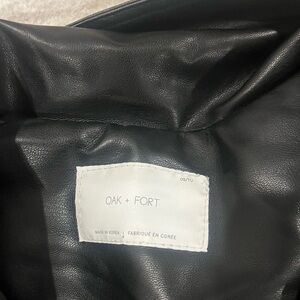 OAK + FORT
MADE IN KOREA | FABRIQUÉ EN CORÉE